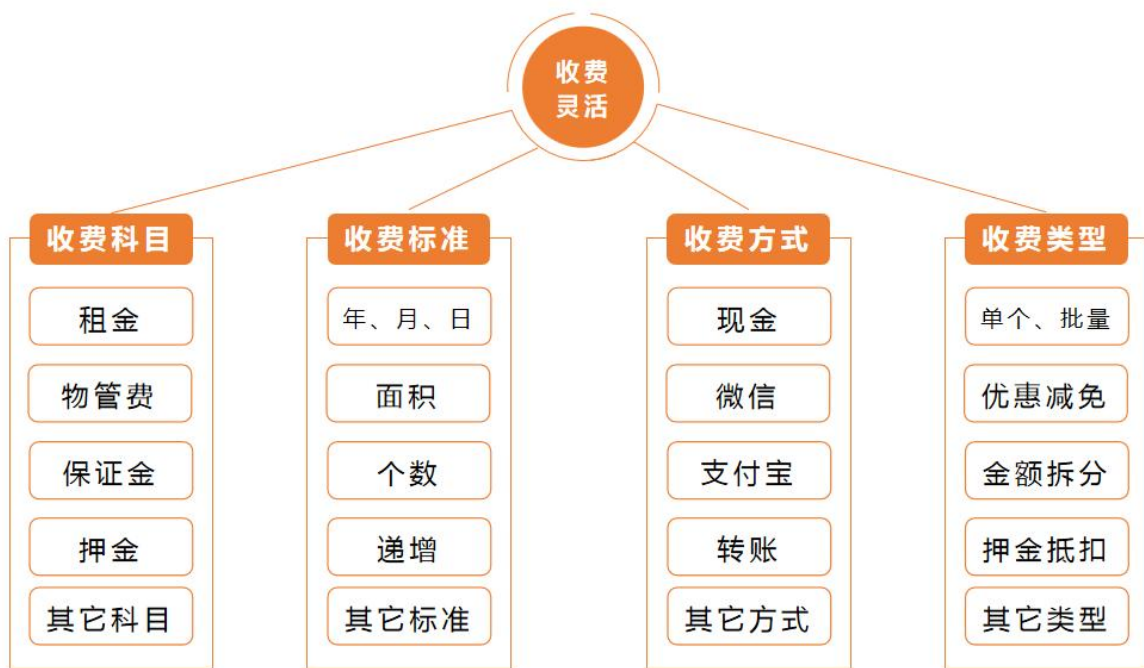 收费
灵活
收费科目
租金
物管费
保证金
押金
其它科目
收费标准
年、月、日
面积
个数
递增
其它标准
收费方式
现金
微信
支付宝
转账
其它方式
收费类型
单个、批量
优惠减免
金额拆分
押金抵扣
其它类型